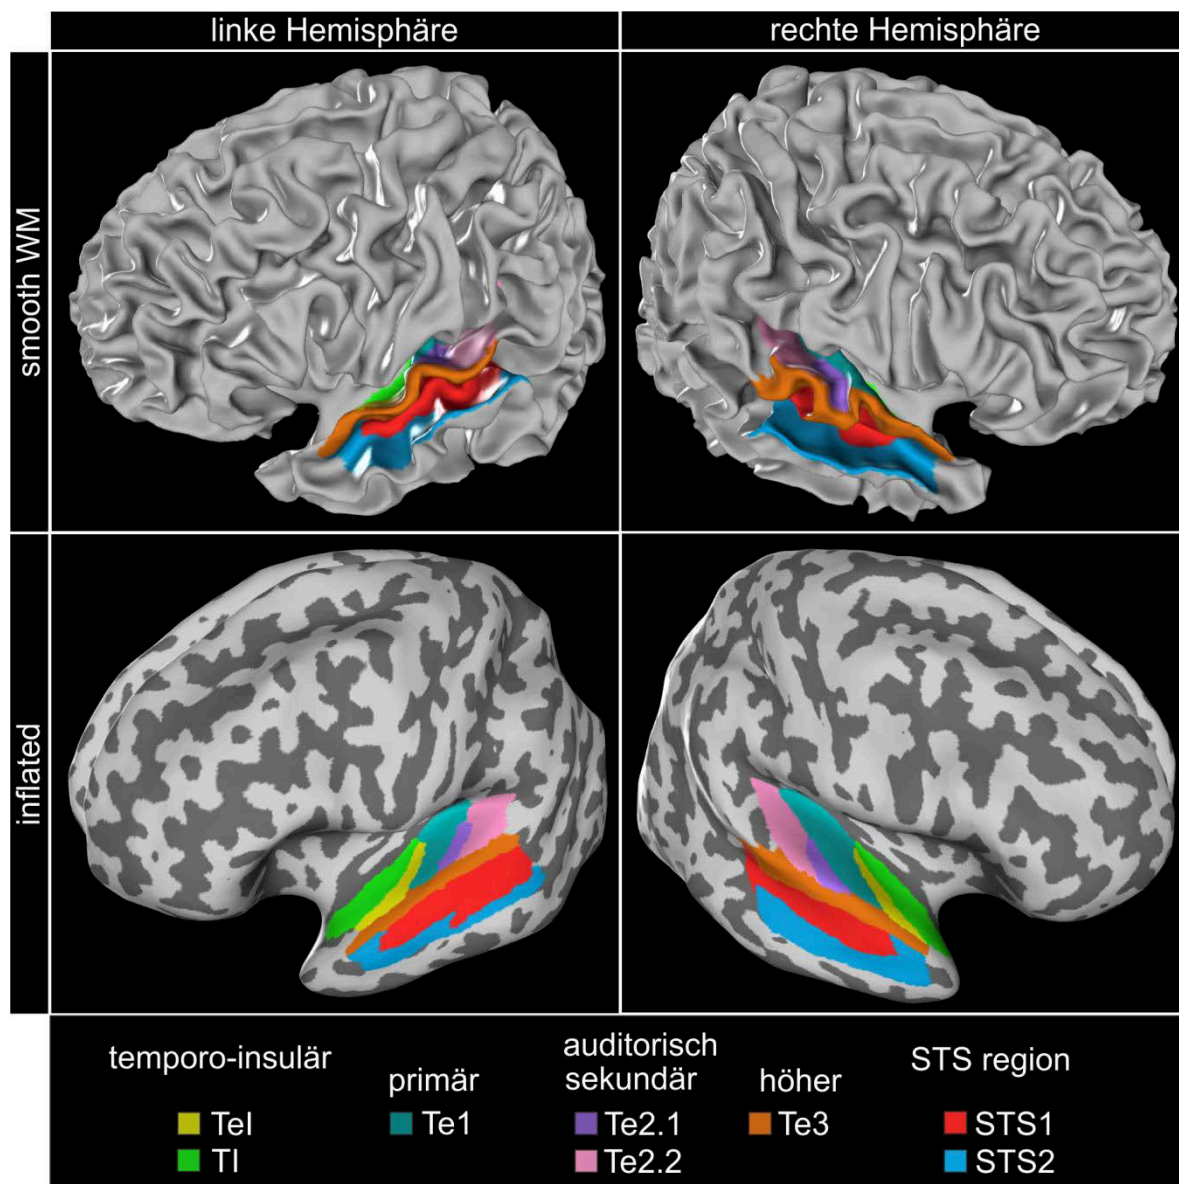 linke Hemisphäre
rechte Hemisphäre
smooth WM
inflated
temporo-insulär
TeI
TI
primär
Te1
auditorisch
sekundär
Te2.1
Te2.2
höher
Te3
STS region
STS1
STS2